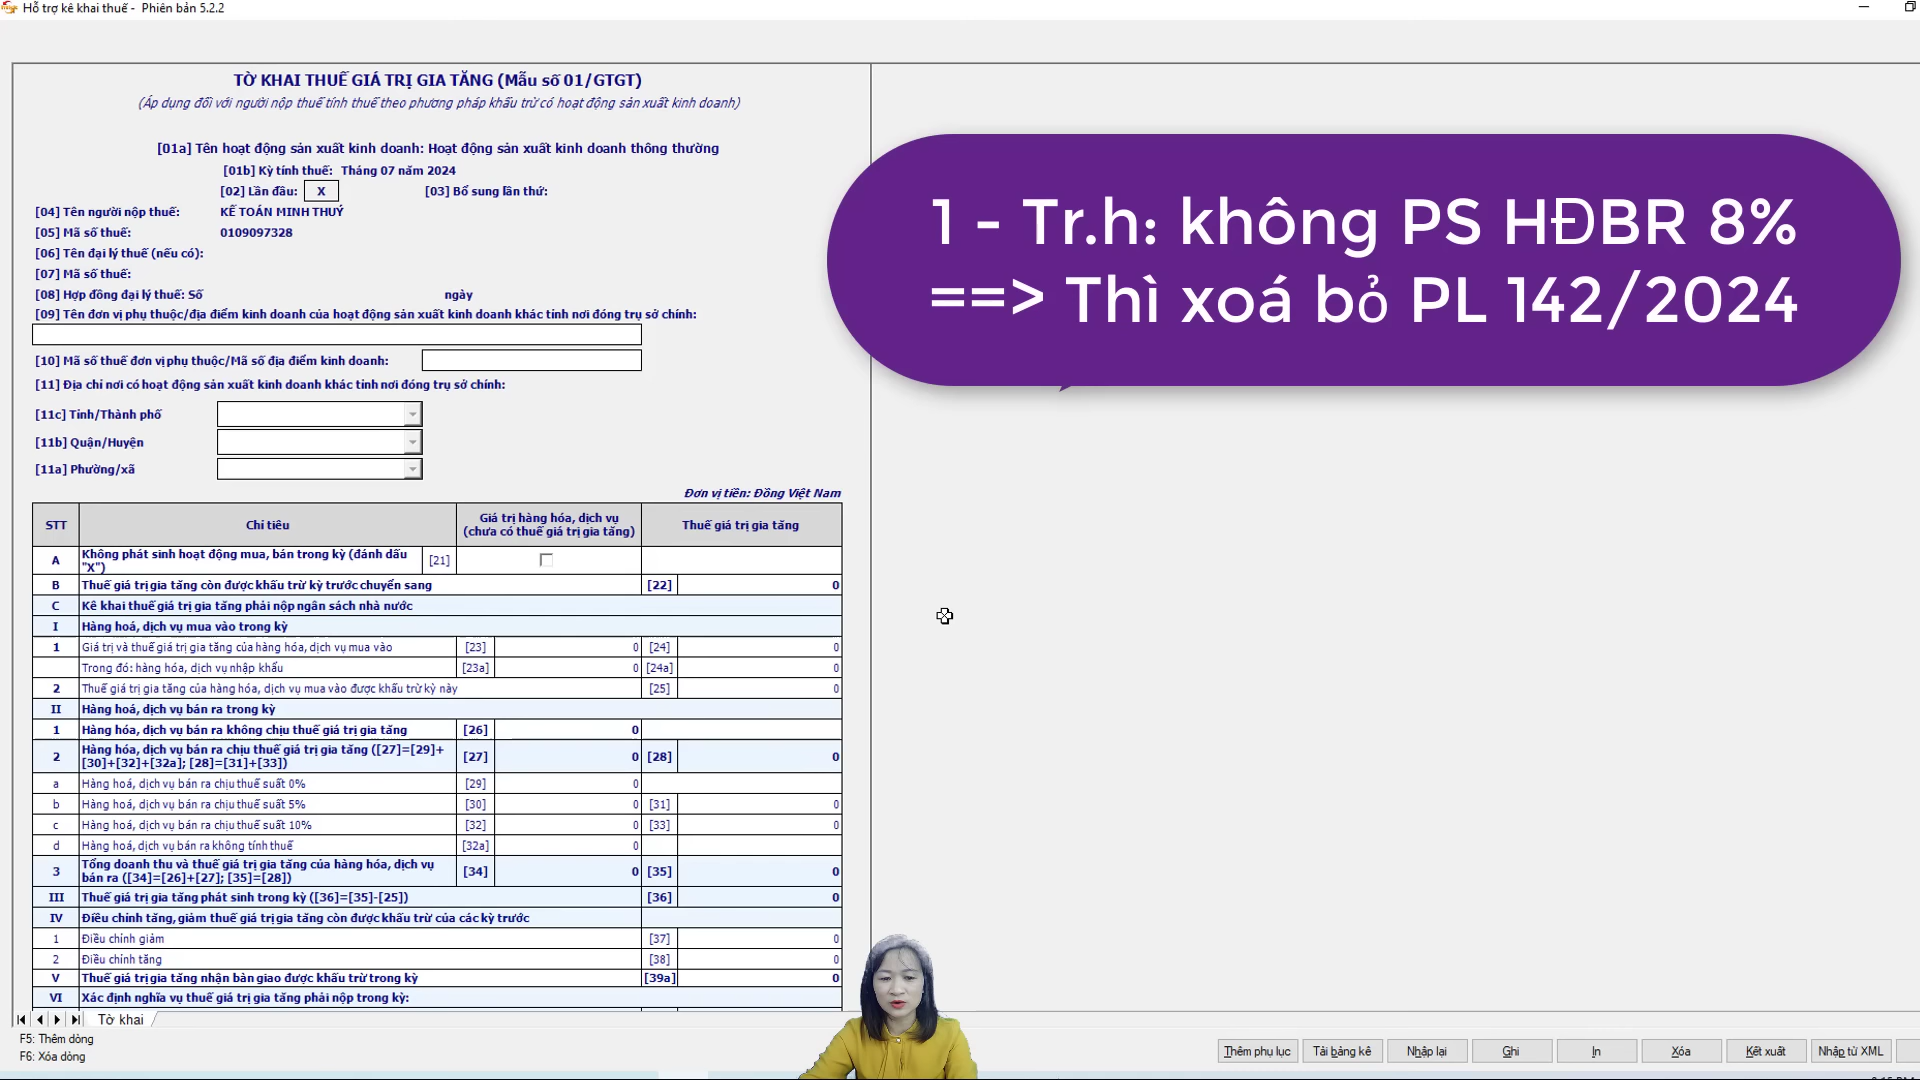 Hỗ trợ kê khai thuế - Phiên bản 5.2.2
TỜ KHAI THUẾ GIÁ TRỊ GIA TĂNG (Mẫu số 01/GTGT)
(Áp dụng đối với người nộp thuế tính thuế theo phương pháp khấu trừ có hoạt động sản xuất kinh doanh)
[01a] Tên hoạt động sản xuất kinh doanh: Hoạt động sản xuất kinh doanh thông thường
[01b] Kỳ tính thuế: Tháng 07 năm 2024
[02] Lần đầu: X [03] Bổ sung lần thứ:
[04] Tên người nộp thuế: KẾ TOÁN MINH THUÝ
[05] Mã số thuế: 0109097328
[06] Tên đại lý thuế (nếu có):
[07] Mã số thuế:
[08] Hợp đồng đại lý thuế: Số ngày
[09] Tên đơn vị phụ thuộc/địa điểm kinh doanh của hoạt động sản xuất kinh doanh khác tỉnh nơi đóng trụ sở chính:
[10] Mã số thuế đơn vị phụ thuộc/Mã số địa điểm kinh doanh:
[11] Địa chỉ nơi có hoạt động sản xuất kinh doanh khác tỉnh nơi đóng trụ sở chính:
[11c] Tỉnh/Thành phố
[11b] Quận/Huyện
[11a] Phường/xã
1 - Tr.h: không PS HĐBR 8%
==> Thì xoá bỏ PL 142/2024
Đơn vị tiền: Đồng Việt Nam
STT Chỉ tiêu Giá trị hàng hóa, dịch vụ (chưa có thuế giá trị gia tăng) Thuế giá trị gia tăng
A Không phát sinh hoạt động mua, bán trong kỳ (đánh dấu "X") [21]
B Thuế giá trị gia tăng còn được khấu trừ kỳ trước chuyển sang [22] 0
C Kê khai thuế giá trị gia tăng phải nộp ngân sách nhà nước
I Hàng hoá, dịch vụ mua vào trong kỳ
1 Giá trị và thuế giá trị gia tăng của hàng hóa, dịch vụ mua vào [23] 0 [24] 0
Trong đó: hàng hóa, dịch vụ nhập khẩu [23a] 0 [24a] 0
2 Thuế giá trị gia tăng của hàng hóa, dịch vụ mua vào được khấu trừ kỳ này [25] 0
II Hàng hoá, dịch vụ bán ra trong kỳ
1 Hàng hóa, dịch vụ bán ra không chịu thuế giá trị gia tăng [26] 0
2 Hàng hóa, dịch vụ bán ra chịu thuế giá trị gia tăng ([27]=[29]+[30]+[32]+[32a]; [28]=[31]+[33]) [27] 0 [28] 0
a Hàng hoá, dịch vụ bán ra chịu thuế suất 0% [29] 0
b Hàng hoá, dịch vụ bán ra chịu thuế suất 5% [30] 0 [31] 0
c Hàng hoá, dịch vụ bán ra chịu thuế suất 10% [32] 0 [33] 0
d Hàng hoá, dịch vụ bán ra không tính thuế [32a] 0
3 Tổng doanh thu và thuế giá trị gia tăng của hàng hóa, dịch vụ bán ra ([34]=[26]+[27]; [35]=[28]) [34] 0 [35] 0
III Thuế giá trị gia tăng phát sinh trong kỳ ([36]=[35]-[25]) [36] 0
IV Điều chỉnh tăng, giảm thuế giá trị gia tăng còn được khấu trừ của các kỳ trước
1 Điều chỉnh giảm [37] 0
2 Điều chỉnh tăng [38] 0
V Thuế giá trị gia tăng nhận bàn giao được khấu trừ trong kỳ [39a] 0
VI Xác định nghĩa vụ thuế giá trị gia tăng phải nộp trong kỳ:
Tờ khai
F5: Thêm dòng
F6: Xóa dòng
Thêm phụ lục Tải bảng kê Nhập lại Ghi In Xóa Kết xuất Nhập từ XML